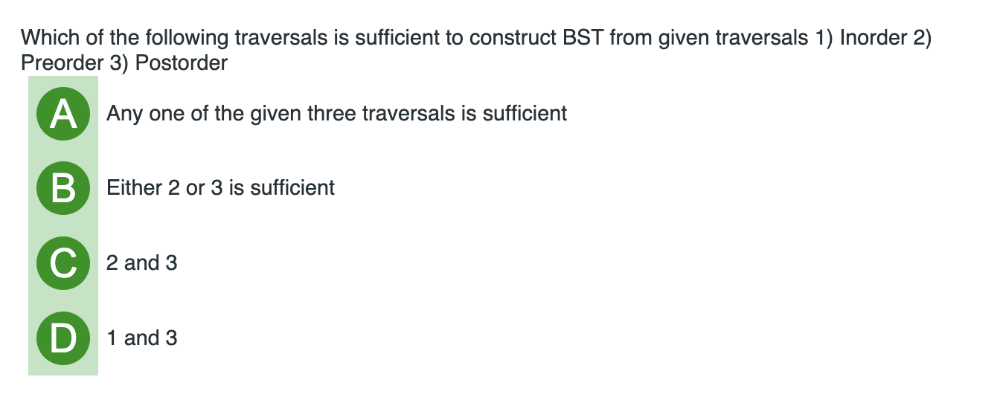 Which of the following traversals is sufficient to construct BST from given traversals 1) Inorder 2)
Preorder 3) Postorder
A Any one of the given three traversals is sufficient
B Either 2 or 3 is sufficient
C 2 and 3
D 1 and 3